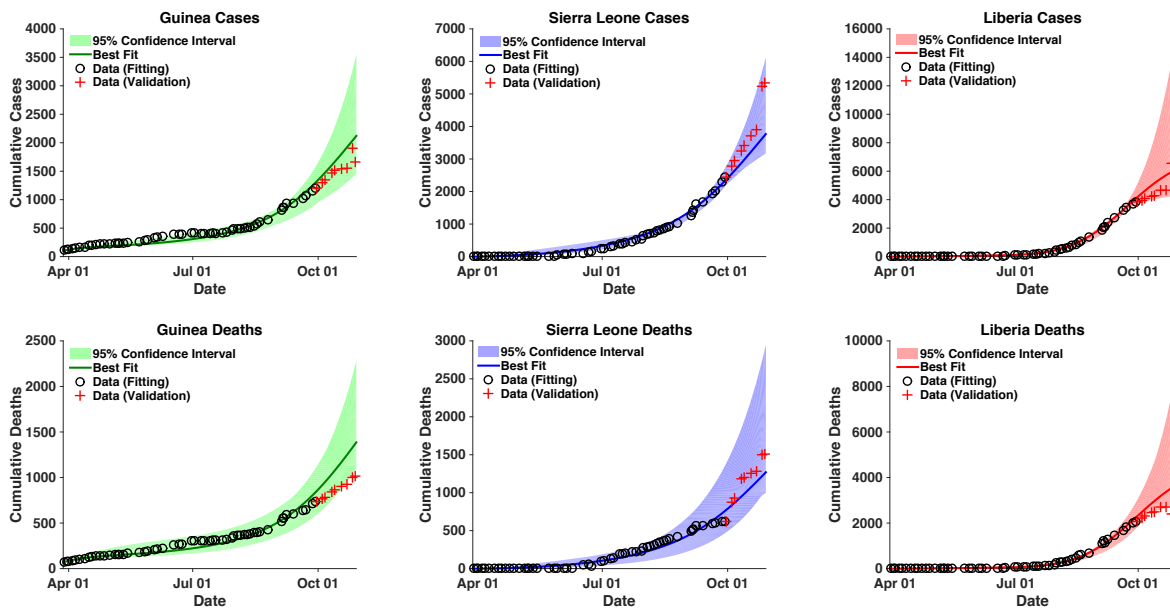 Guinea Cases
4000
3500
3000
2500
2000
1500
1000
500
0
Cumulative Cases
95% Confidence Interval
Best Fit
Data (Fitting)
Data (Validation)
Apr 01
Jul 01
Oct 01
Date
Sierra Leone Cases
7000
6000
5000
4000
3000
2000
1000
0
Cumulative Cases
95% Confidence Interval
Best Fit
Data (Fitting)
Data (Validation)
Apr 01
Jul 01
Oct 01
Date
Liberia Cases
16000
14000
12000
10000
8000
6000
4000
2000
0
Cumulative Cases
95% Confidence Interval
Best Fit
Data (Fitting)
Data (Validation)
Apr 01
Jul 01
Oct 01
Date
Guinea Deaths
2500
2000
1500
1000
500
0
Cumulative Deaths
95% Confidence Interval
Best Fit
Data (Fitting)
Data (Validation)
Apr 01
Jul 01
Oct 01
Date
Sierra Leone Deaths
3000
2500
2000
1500
1000
500
0
Cumulative Deaths
95% Confidence Interval
Best Fit
Data (Fitting)
Data (Validation)
Apr 01
Jul 01
Oct 01
Date
Liberia Deaths
10000
8000
6000
4000
2000
0
Cumulative Deaths
95% Confidence Interval
Best Fit
Data (Fitting)
Data (Validation)
Apr 01
Jul 01
Oct 01
Date